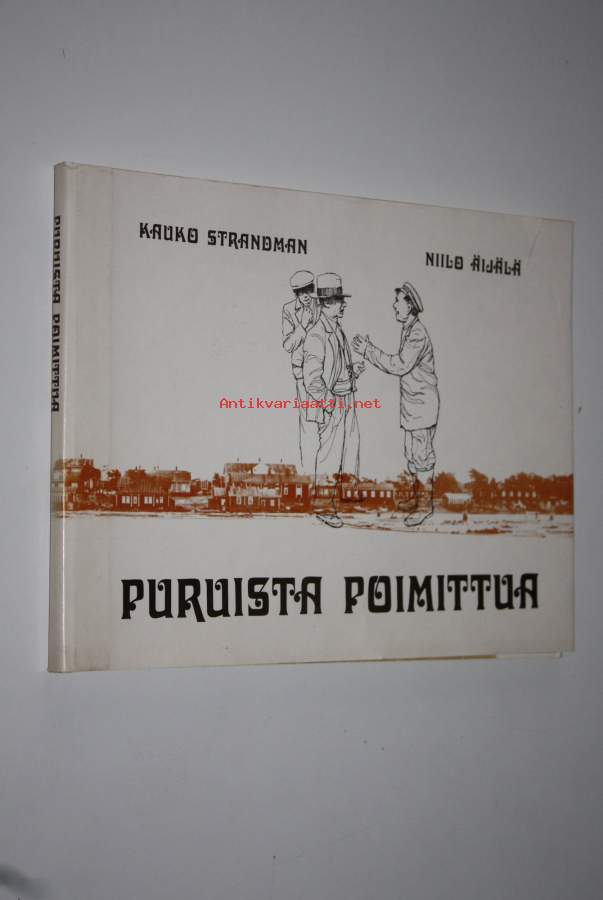 KAUKO STRANDMAN
NIILO ÄIJÄLÄ
Antikvariaatti.net
PURUISTA POIMITTUA
PURUISTA POIMITTUA